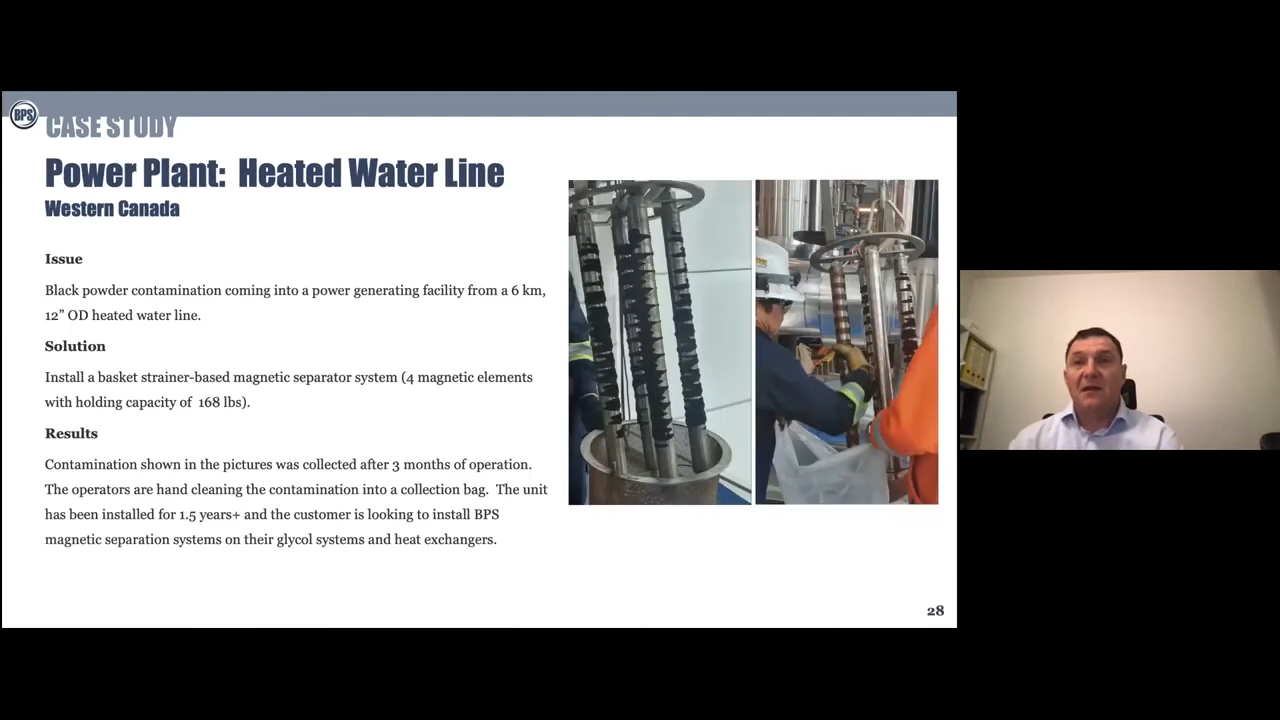 BPS
CASE STUDY
Power Plant: Heated Water Line
Western Canada
Issue
Black powder contamination coming into a power generating facility from a 6 km,
12” OD heated water line.
Solution
Install a basket strainer-based magnetic separator system (4 magnetic elements
with holding capacity of 168 lbs).
Results
Contamination shown in the pictures was collected after 3 months of operation.
The operators are hand cleaning the contamination into a collection bag. The unit
has been installed for 1.5 years+ and the customer is looking to install BPS
magnetic separation systems on their glycol systems and heat exchangers.
28